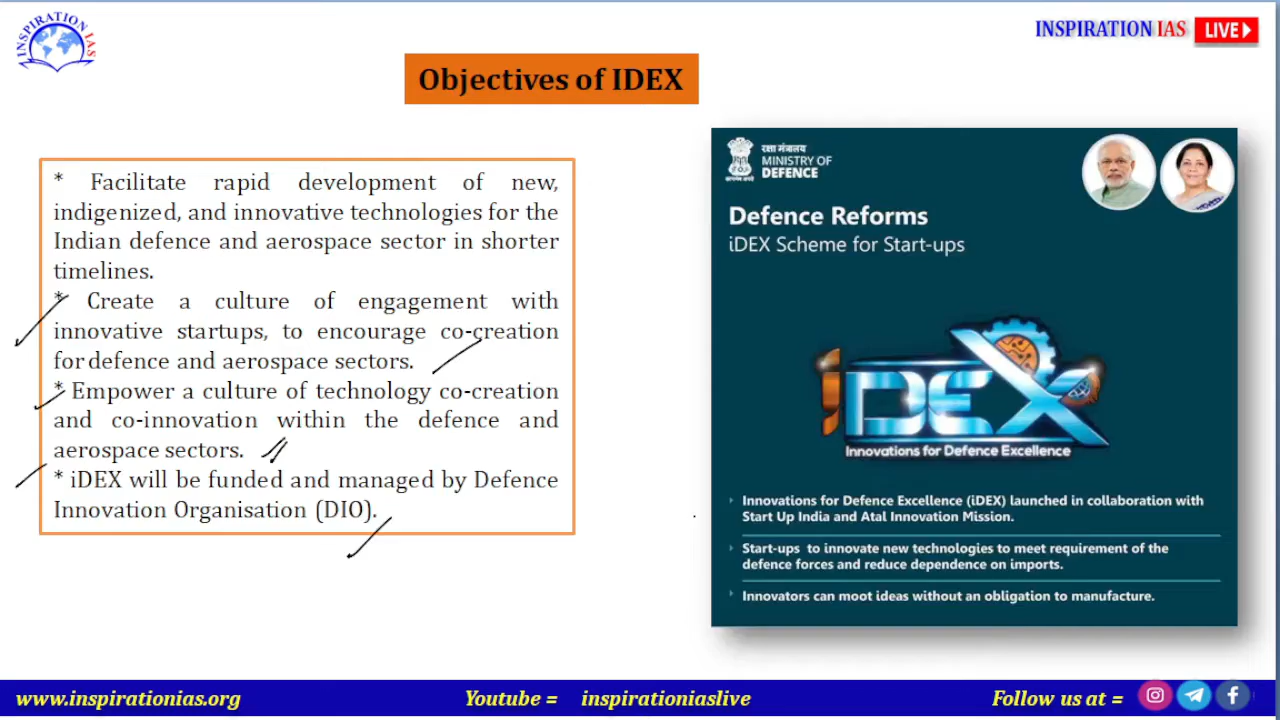 INSPIRATION IAS
INSPIRATION IAS LIVE
Objectives of IDEX
* Facilitate rapid development of new,
indigenized, and innovative technologies for the
Indian defence and aerospace sector in shorter
timelines.
* Create a culture of engagement with
innovative startups, to encourage co-creation
for defence and aerospace sectors.
* Empower a culture of technology co-creation
and co-innovation within the defence and
aerospace sectors.
* iDEX will be funded and managed by Defence
Innovation Organisation (DIO).
रक्षा मंत्रालय
MINISTRY OF
DEFENCE
सत्यमेव जयते
Defence Reforms
iDEX Scheme for Start-ups
iDEX
Innovations for Defence Excellence
Innovations for Defence Excellence (iDEX) launched in collaboration with
Start Up India and Atal Innovation Mission.
Start-ups to innovate new technologies to meet requirement of the
defence forces and reduce dependence on imports.
Innovators can moot ideas without an obligation to manufacture.
www.inspirationias.org
Youtube = inspirationiaslive
Follow us at =